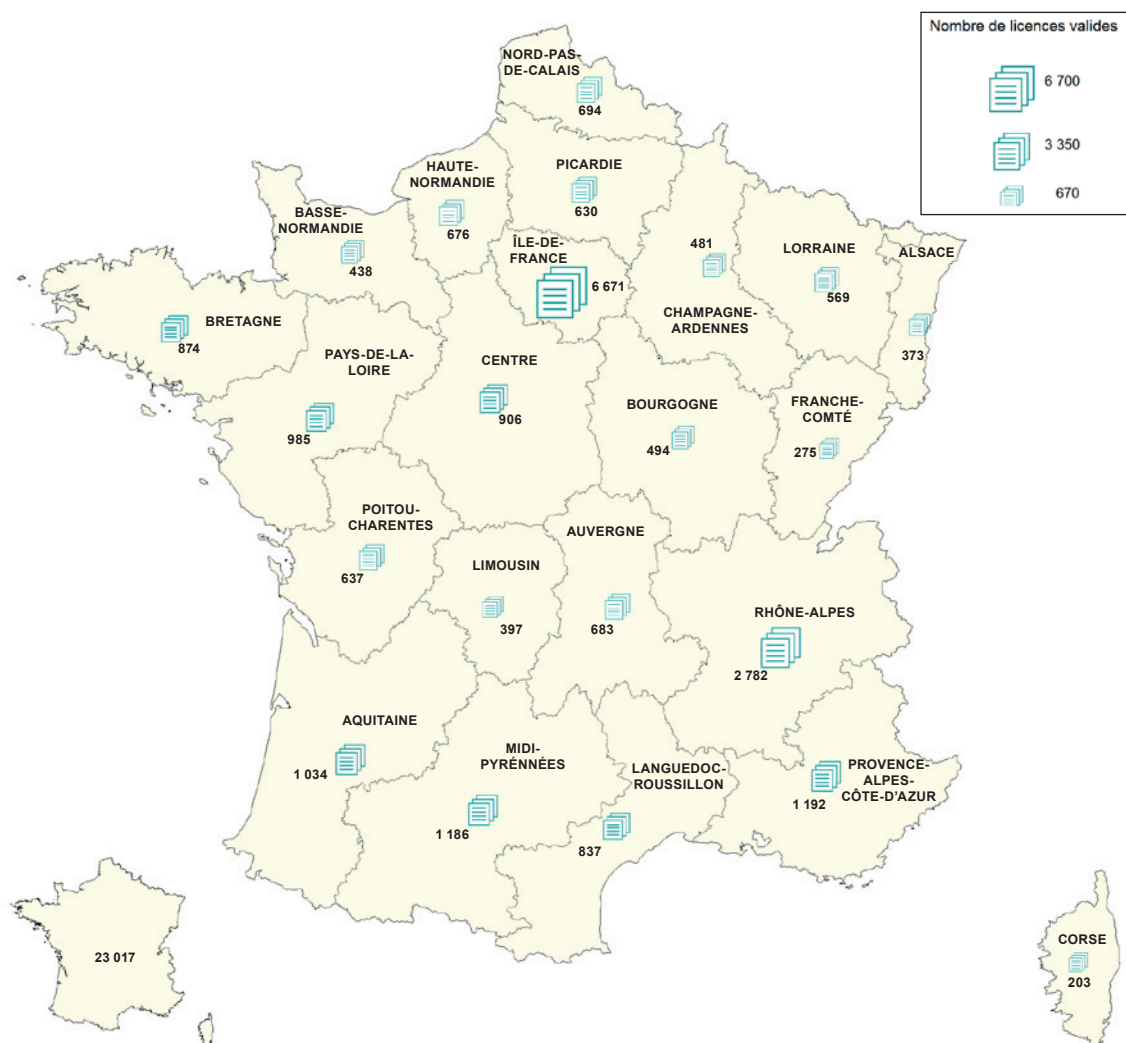 Nombre de licences valides
6 700
3 350
670
NORD-PAS-
DE-CALAIS
694
HAUTE-
NORMANDIE
676
PICARDIE
630
BASSE-
NORMANDIE
438
ÎLE-DE-
FRANCE
6 671
481
CHAMPAGNE-
ARDENNES
LORRAINE
569
ALSACE
373
BRETAGNE
874
PAYS-DE-LA-
LOIRE
985
CENTRE
906
BOURGOGNE
494
FRANCHE-
COMTÉ
275
POITOU-
CHARENTES
637
LIMOUSIN
397
AUVERGNE
683
RHÔNE-ALPES
2 782
AQUITAINE
1 034
MIDI-
PYRÉNNÉES
1 186
LANGUEDOC-
ROUSSILLON
837
PROVENCE-
ALPES-
CÔTE-D'AZUR
1 192
23 017
CORSE
203